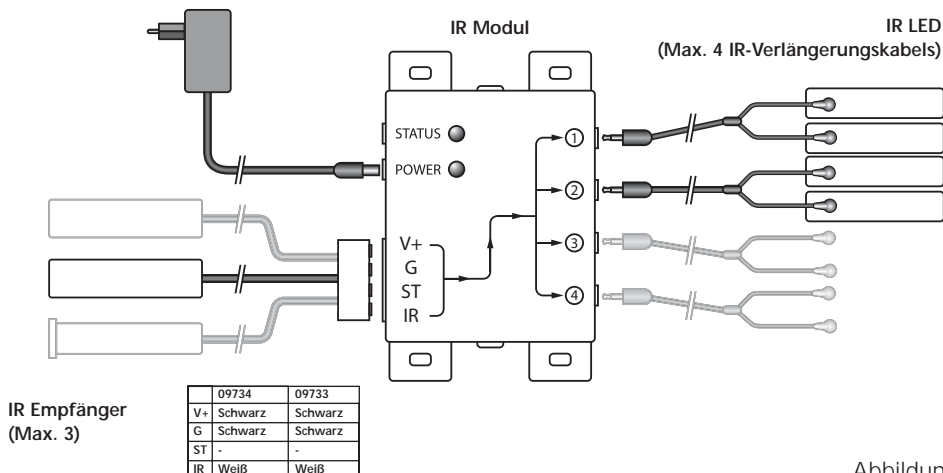 IR Modul
IR LED
(Max. 4 IR-Verlängerungskabels)
STATUS
POWER
1
2
3
4
V+
G
ST
IR
IR Empfänger
(Max. 3)
09734 09733
V+ Schwarz Schwarz
G Schwarz Schwarz
ST - -
IR Weiß Weiß